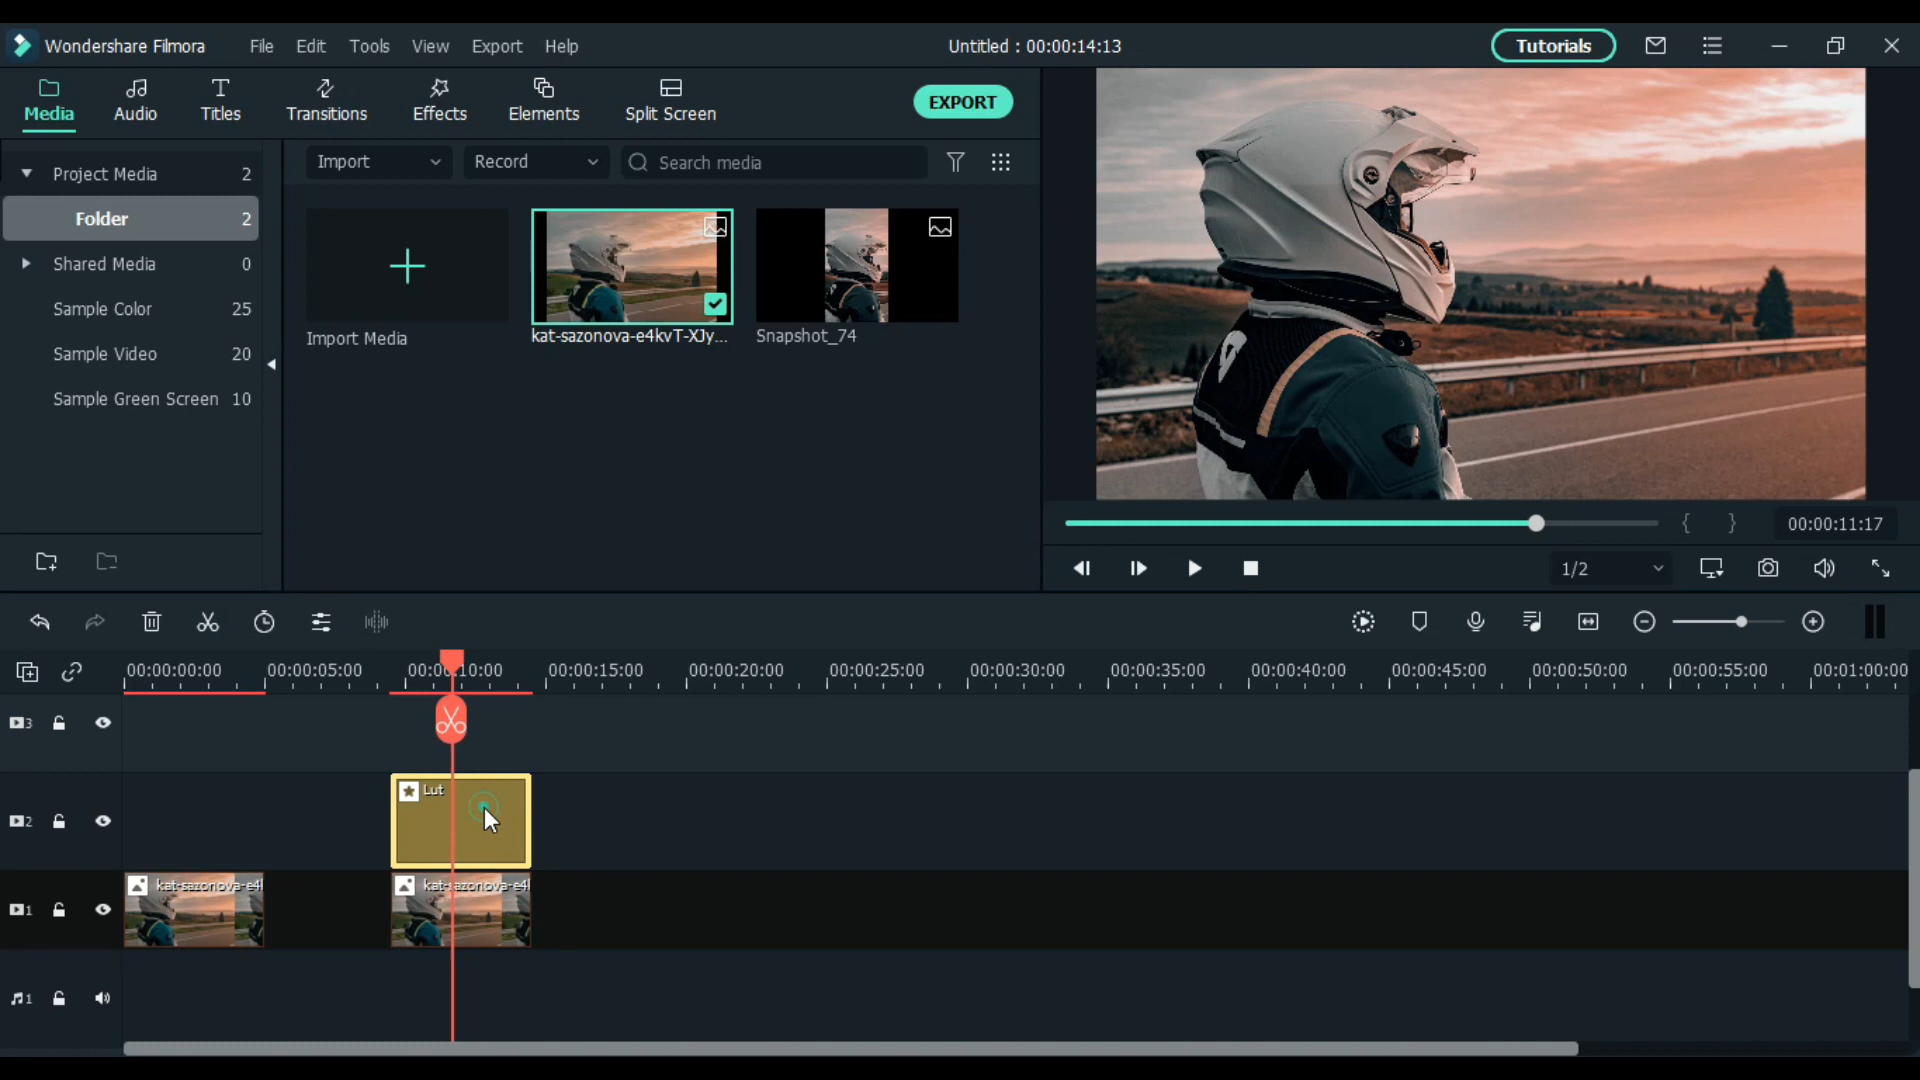 Wondershare Filmora File Edit Tools View Export Help Untitled : 00:00:14:13 Tutorials
Media Audio Titles Transitions Effects Elements Split Screen EXPORT
Project Media 2
Folder 2
Shared Media 0
Sample Color 25
Sample Video 20
Sample Green Screen 10
Import Record Search media
Import Media
kat-sazonova-e4kvT-XJy...
Snapshot_74
{ } 00:00:11:17
1/2
00:00:00:00 00:00:05:00 00:00:10:00 00:00:15:00 00:00:20:00 00:00:25:00 00:00:30:00 00:00:35:00 00:00:40:00 00:00:45:00 00:00:50:00 00:00:55:00 00:01:00:00
3
2 Lut
1 kat-sazonova-e4 kat-sazonova-e4
1